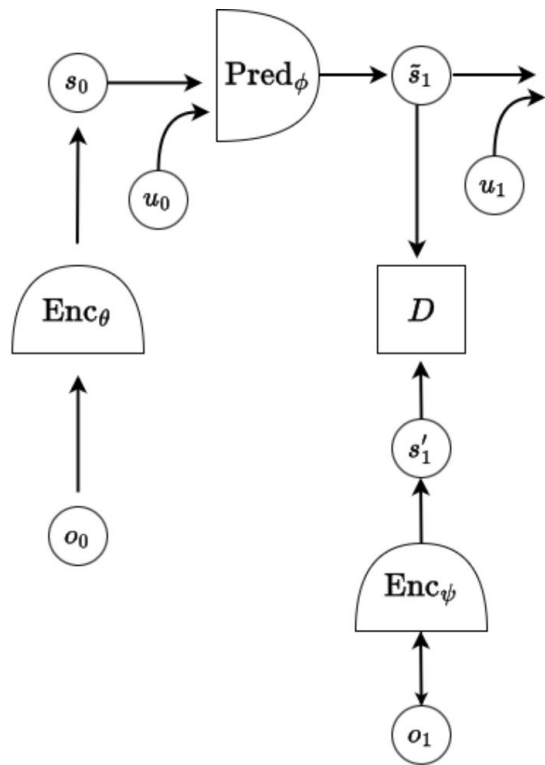 s₀
Pred_ϕ
s̃₁
u₀
u₁
Enc_θ
D
s′₁
o₀
Enc_ψ
o₁